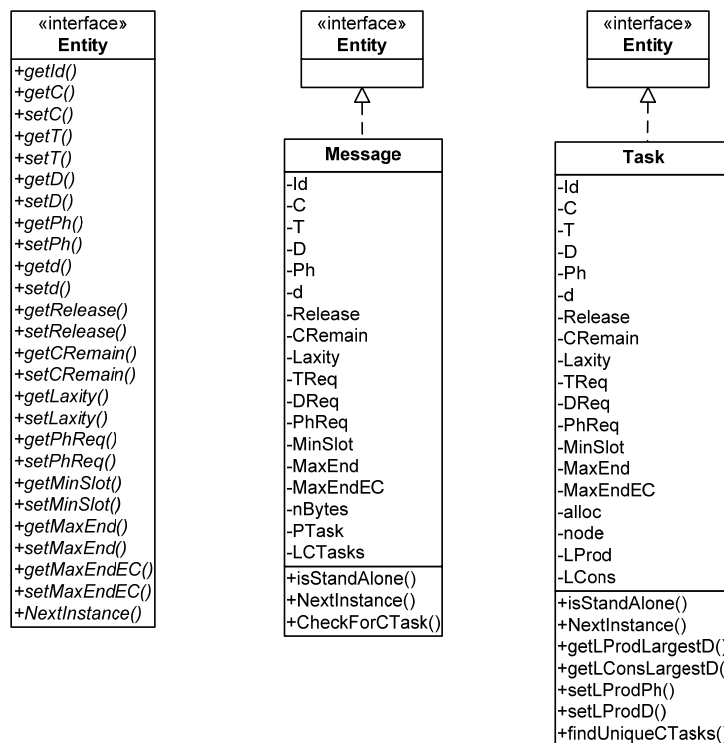 «interface»
Entity
+getId()
+getC()
+setC()
+getT()
+setT()
+getD()
+setD()
+getPh()
+setPh()
+getd()
+setd()
+getRelease()
+setRelease()
+getCRemain()
+setCRemain()
+getLaxity()
+setLaxity()
+getPhReq()
+setPhReq()
+getMinSlot()
+setMinSlot()
+getMaxEnd()
+setMaxEnd()
+getMaxEndEC()
+setMaxEndEC()
+NextInstance()
«interface»
Entity
Message
-Id
-C
-T
-D
-Ph
-d
-Release
-CRemain
-Laxity
-TReq
-DReq
-PhReq
-MinSlot
-MaxEnd
-MaxEndEC
-nBytes
-PTask
-LCTasks
+isStandAlone()
+NextInstance()
+CheckForCTask()
«interface»
Entity
Task
-Id
-C
-T
-D
-Ph
-d
-Release
-CRemain
-Laxity
-TReq
-DReq
-PhReq
-MinSlot
-MaxEnd
-MaxEndEC
-alloc
-node
-LProd
-LCons
+isStandAlone()
+NextInstance()
+getLProdLargestD()
+getLConsLargestD(
+setLProdPh()
+setLProdD()
+findUniqueCTasks()